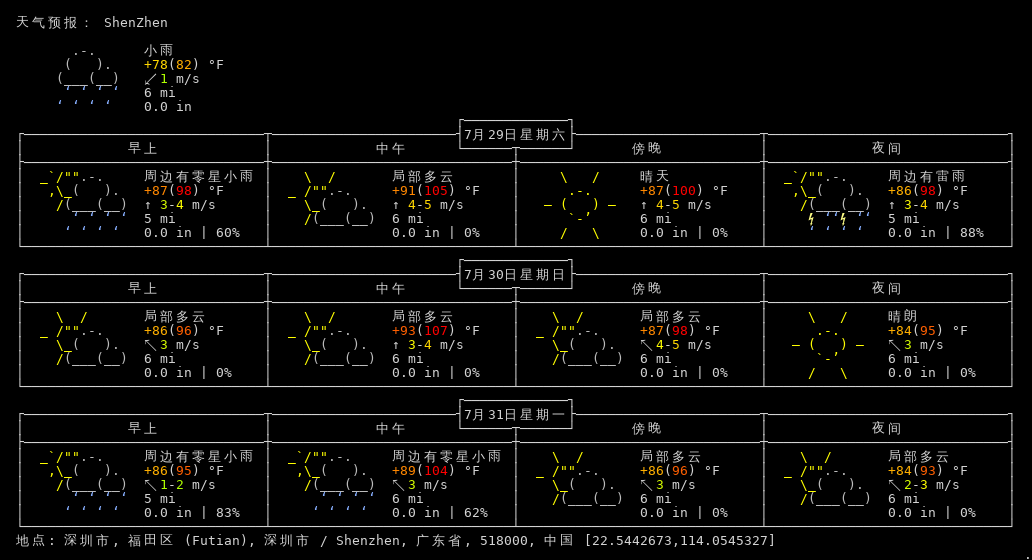 天气预报： ShenZhen
小雨
+78(82) °F
↙ 1 m/s
6 mi
0.0 in
7月29日星期六
早上 中午 傍晚 夜间
周边有零星小雨 局部多云 晴天 周边有雷雨
+87(98) °F +91(105) °F +87(100) °F +86(98) °F
↑ 3-4 m/s ↑ 4-5 m/s ↑ 4-5 m/s ↑ 3-4 m/s
5 mi 6 mi 6 mi 5 mi
0.0 in | 60% 0.0 in | 0% 0.0 in | 0% 0.0 in | 88%
7月30日星期日
早上 中午 傍晚 夜间
局部多云 局部多云 局部多云 晴朗
+86(96) °F +93(107) °F +87(98) °F +84(95) °F
↖ 3 m/s ↑ 3-4 m/s ↖ 4-5 m/s ↖ 3 m/s
6 mi 6 mi 6 mi 6 mi
0.0 in | 0% 0.0 in | 0% 0.0 in | 0% 0.0 in | 0%
7月31日星期一
早上 中午 傍晚 夜间
周边有零星小雨 周边有零星小雨 局部多云 局部多云
+86(95) °F +89(104) °F +86(96) °F +84(93) °F
↖ 1-2 m/s ↖ 3 m/s ↖ 3 m/s ↖ 2-3 m/s
5 mi 6 mi 6 mi 6 mi
0.0 in | 83% 0.0 in | 62% 0.0 in | 0% 0.0 in | 0%
地点: 深圳市, 福田区 (Futian), 深圳市 / Shenzhen, 广东省, 518000, 中国 [22.5442673,114.0545327]